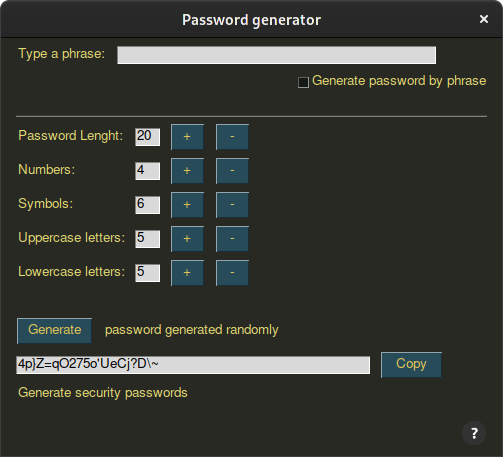 Password generator ×
Type a phrase:
Generate password by phrase
Password Lenght: 20 + -
Numbers: 4 + -
Symbols: 6 + -
Uppercase letters: 5 + -
Lowercase letters: 5 + -
Generate password generated randomly
4p}Z=qO275o'UeCj?D\~ Copy
Generate security passwords
?